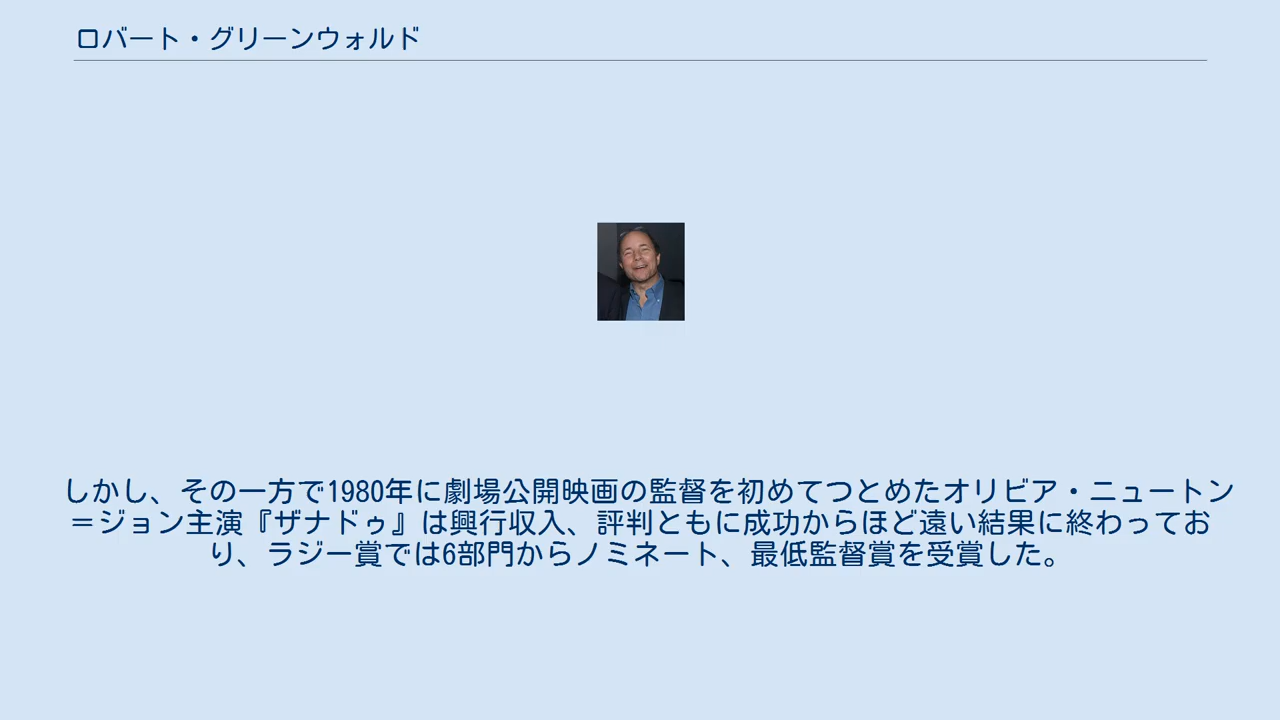 ロバート・グリーンウォルド
しかし、その一方で1980年に劇場公開映画の監督を初めてつとめたオリビア・ニュートン
＝ジョン主演『ザナドゥ』は興行収入、評判ともに成功からほど遠い結果に終わってお
り、ラジー賞では6部門からノミネート、最低監督賞を受賞した。